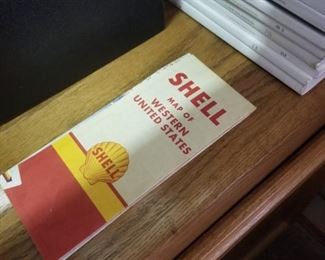 SHELL
MAP OF
WESTERN
UNITED STATES
SHELL